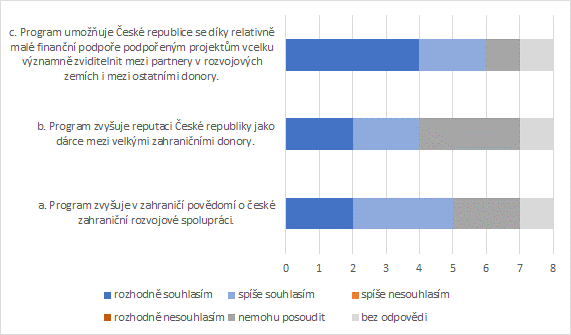 c. Program umožňuje České republice se díky relativně
malé finanční podpoře podpořeným projektům vcelku
významně zviditelnit mezi partnery v rozvojových
zemích i mezi ostatními donory.
b. Program zvyšuje reputaci České republiky jako
dárce mezi velkými zahraničními donory.
a. Program zvyšuje v zahraničí povědomí o české
zahraniční rozvojové spolupráci.
0 1 2 3 4 5 6 7 8
rozhodně souhlasím spíše souhlasím spíše nesouhlasím
rozhodně nesouhlasím nemohu posoudit bez odpovědi